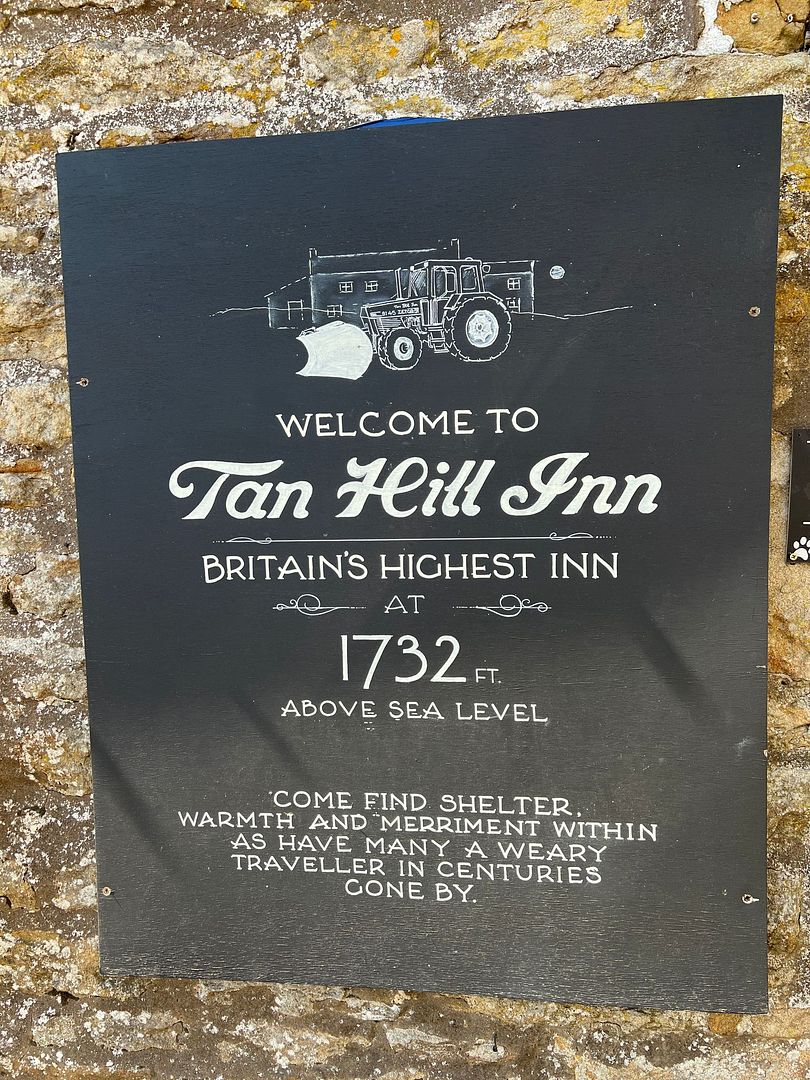 WELCOME TO
Tan Hill Inn
BRITAIN'S HIGHEST INN
AT
1732 FT.
ABOVE SEA LEVEL
COME FIND SHELTER,
WARMTH AND MERRIMENT WITHIN
AS HAVE MANY A WEARY
TRAVELLER IN CENTURIES
GONE BY.